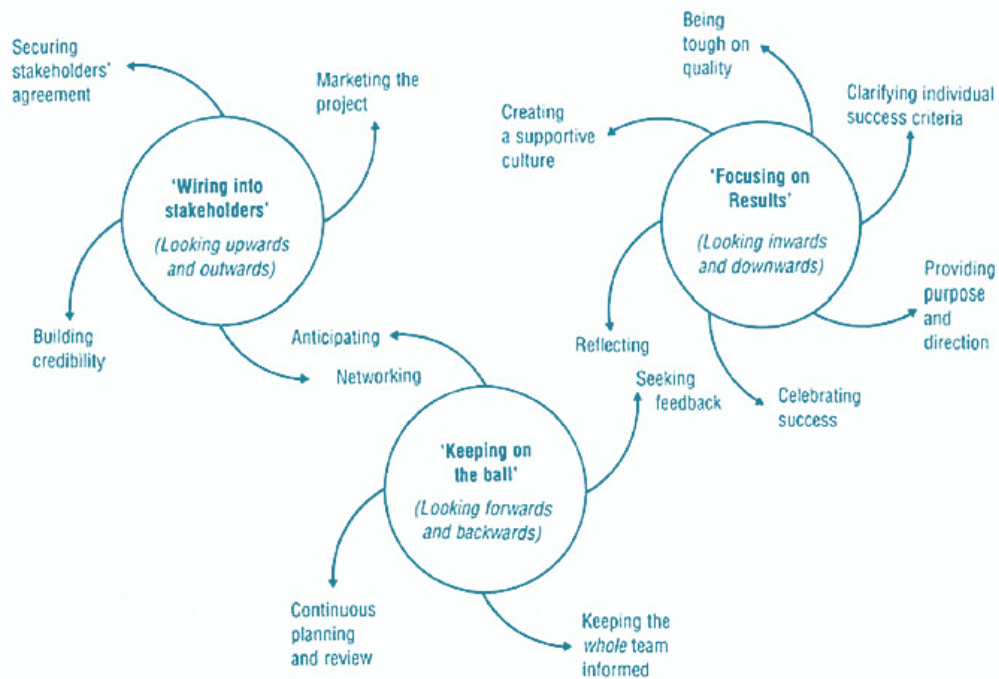 Securing
stakeholders'
agreement
Marketing the
project
'Wiring into
stakeholders'
(Looking upwards
and outwards)
Building
credibility
Networking
Being
tough on
quality
Creating
a supportive
culture
Clarifying individual
success criteria
'Focusing on
Results'
(Looking inwards
and downwards)
Providing
purpose
and
direction
Reflecting
Celebrating
success
Anticipating
Seeking
feedback
'Keeping on
the ball'
(Looking forwards
and backwards)
Continuous
planning
and review
Keeping the
whole team
informed